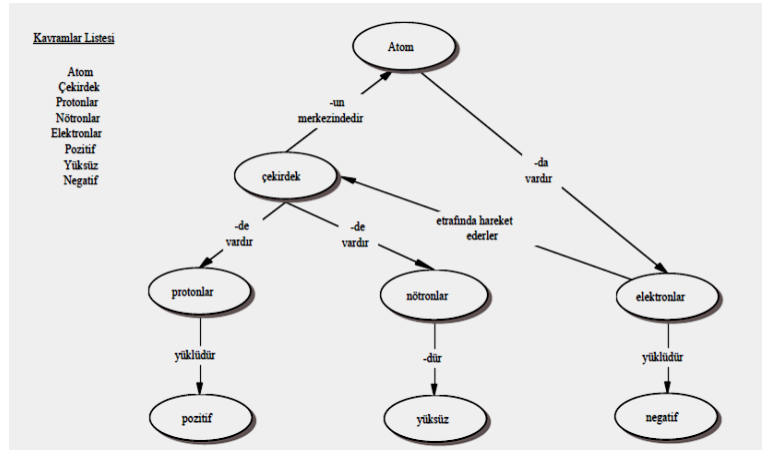 Kavramlar Listesi
Atom
Çekirdek
Protonlar
Nötronlar
Elektronlar
Pozitif
Yüksüz
Negatif
Atom
-un
merkezindedir
-da
vardır
çekirdek
etrafında hareket
ederler
-de
vardır
-de
vardır
protonlar
nötronlar
elektronlar
yüklüdür
-dür
yüklüdür
pozitif
yüksüz
negatif